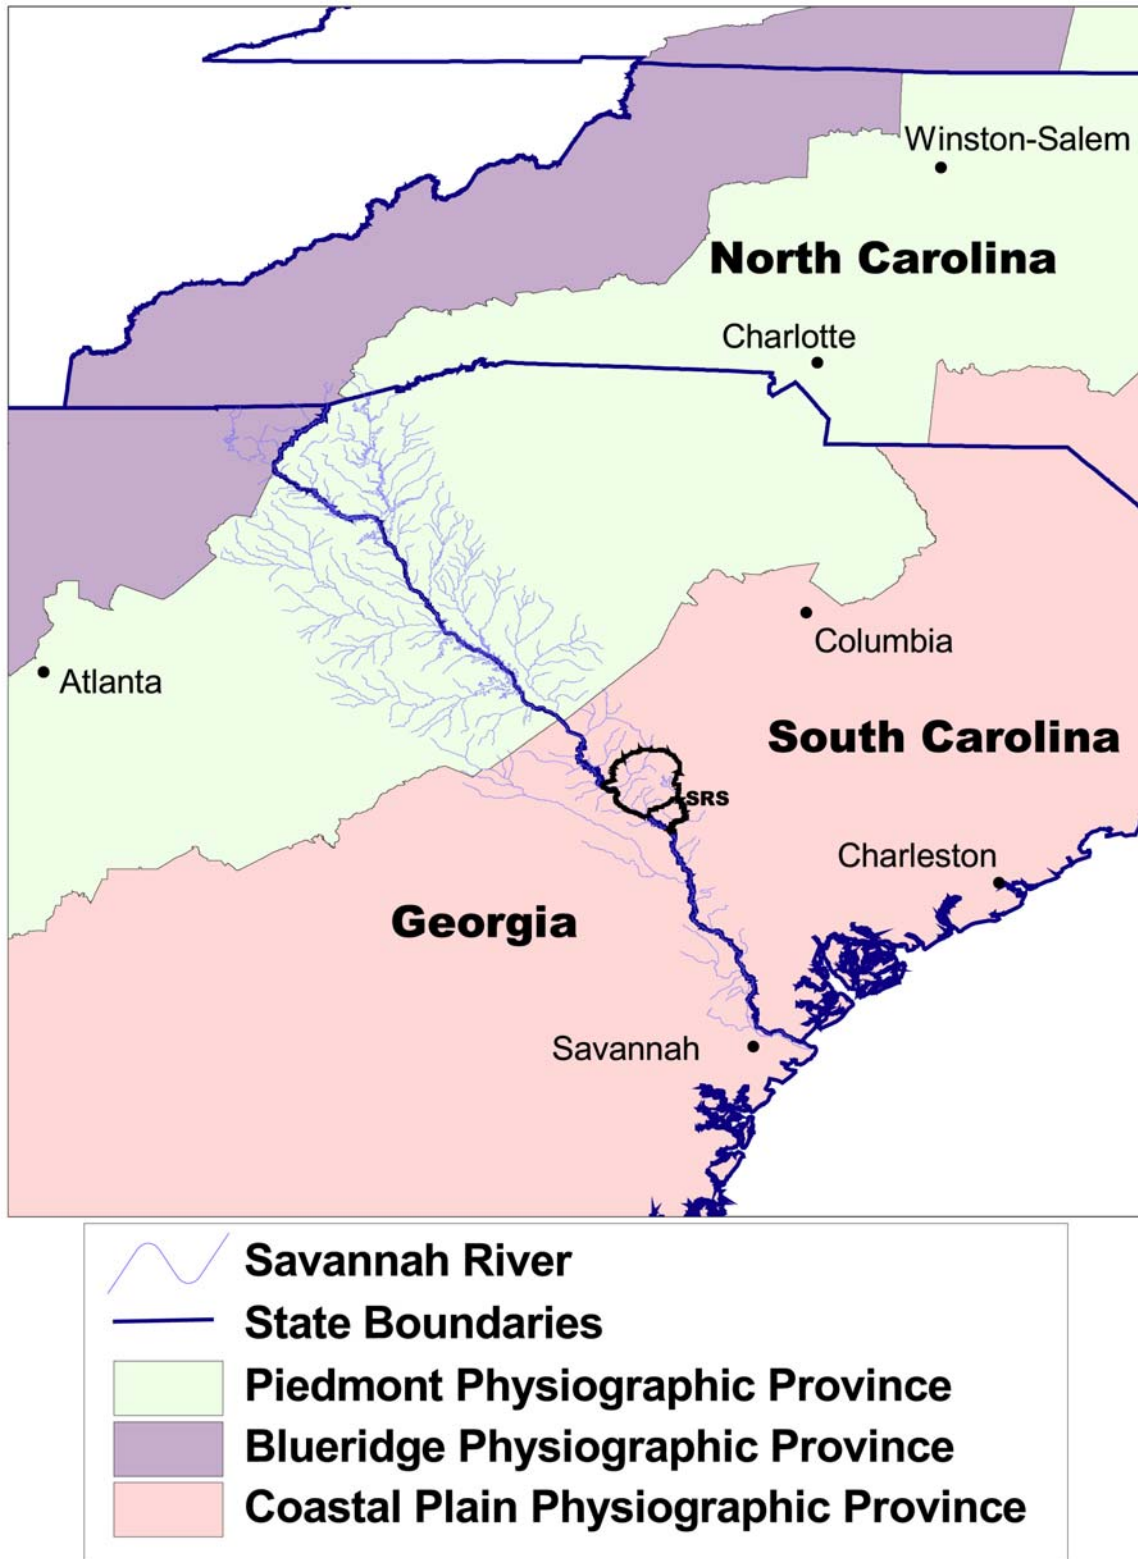 Winston-Salem
North Carolina
Charlotte
Columbia
Atlanta
South Carolina
SRS
Charleston
Georgia
Savannah
Savannah River
State Boundaries
Piedmont Physiographic Province
Blueridge Physiographic Province
Coastal Plain Physiographic Province